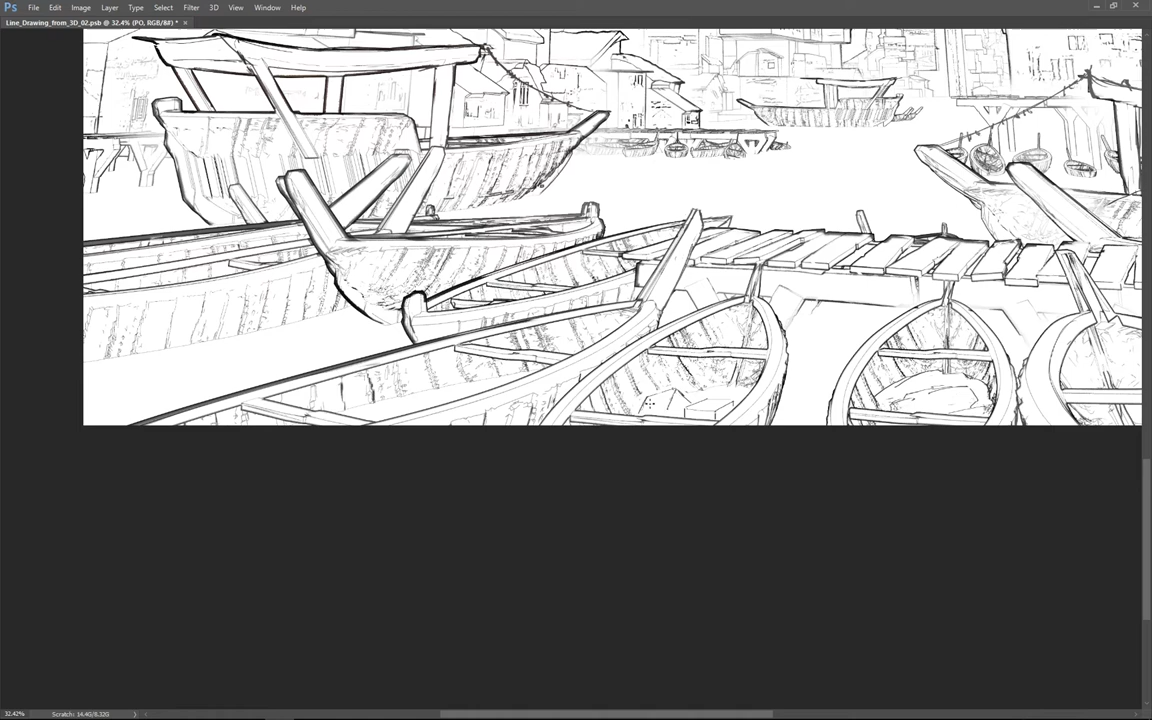 Ps File Edit Image Layer Type Select Filter 3D View Window Help
Line_Drawing_from_3D_02.psb @ 32.4% (PO, RGB/8#) * ×
32.42% Scratch: 14.4G/8.32G